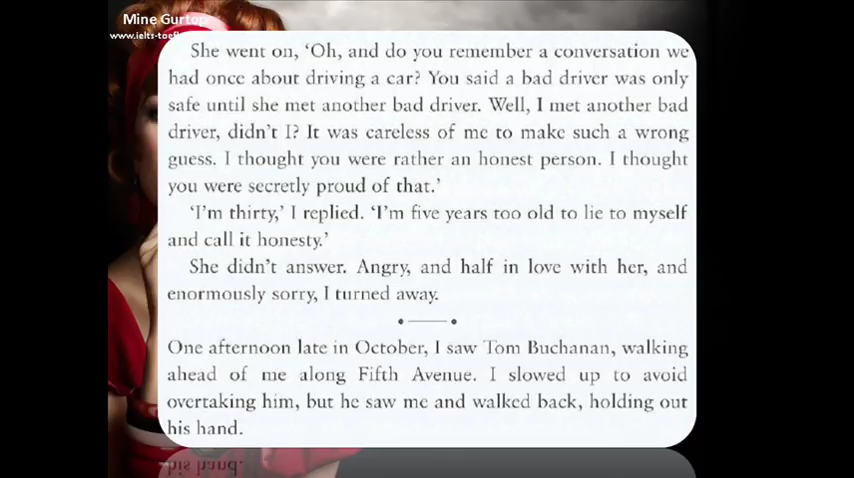 Mine Gurtop
www.ielts-toefl
She went on, ‘Oh, and do you remember a conversation we
had once about driving a car? You said a bad driver was only
safe until she met another bad driver. Well, I met another bad
driver, didn’t I? It was careless of me to make such a wrong
guess. I thought you were rather an honest person. I thought
you were secretly proud of that.’
‘I’m thirty,’ I replied. ‘I’m five years too old to lie to myself
and call it honesty.’
She didn’t answer. Angry, and half in love with her, and
enormously sorry, I turned away.
One afternoon late in October, I saw Tom Buchanan, walking
ahead of me along Fifth Avenue. I slowed up to avoid
overtaking him, but he saw me and walked back, holding out
his hand.